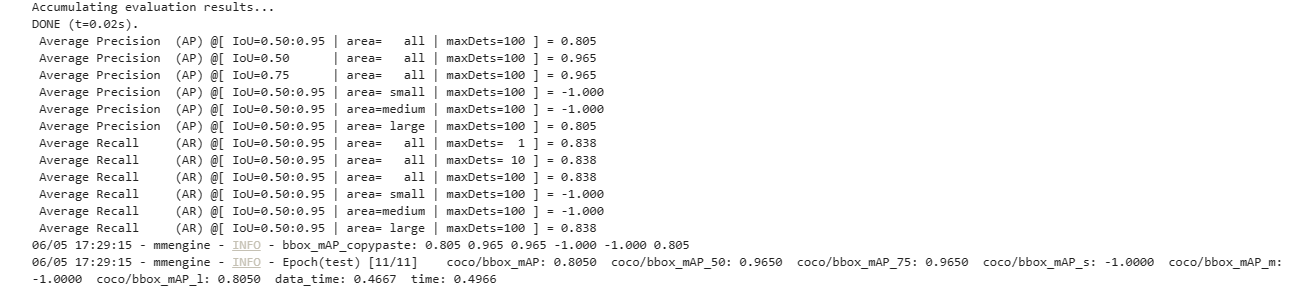 Accumulating evaluation results...
DONE (t=0.02s).
 Average Precision  (AP) @[ IoU=0.50:0.95 | area=   all | maxDets=100 ] = 0.805
 Average Precision  (AP) @[ IoU=0.50      | area=   all | maxDets=100 ] = 0.965
 Average Precision  (AP) @[ IoU=0.75      | area=   all | maxDets=100 ] = 0.965
 Average Precision  (AP) @[ IoU=0.50:0.95 | area= small | maxDets=100 ] = -1.000
 Average Precision  (AP) @[ IoU=0.50:0.95 | area=medium | maxDets=100 ] = -1.000
 Average Precision  (AP) @[ IoU=0.50:0.95 | area= large | maxDets=100 ] = 0.805
 Average Recall     (AR) @[ IoU=0.50:0.95 | area=   all | maxDets=  1 ] = 0.838
 Average Recall     (AR) @[ IoU=0.50:0.95 | area=   all | maxDets= 10 ] = 0.838
 Average Recall     (AR) @[ IoU=0.50:0.95 | area=   all | maxDets=100 ] = 0.838
 Average Recall     (AR) @[ IoU=0.50:0.95 | area= small | maxDets=100 ] = -1.000
 Average Recall     (AR) @[ IoU=0.50:0.95 | area=medium | maxDets=100 ] = -1.000
 Average Recall     (AR) @[ IoU=0.50:0.95 | area= large | maxDets=100 ] = 0.838
06/05 17:29:15 - mmengine - INFO - bbox_mAP_copypaste: 0.805 0.965 0.965 -1.000 -1.000 0.805
06/05 17:29:15 - mmengine - INFO - Epoch(test) [11/11]    coco/bbox_mAP: 0.8050  coco/bbox_mAP_50: 0.9650  coco/bbox_mAP_75: 0.9650  coco/bbox_mAP_s: -1.0000  coco/bbox_mAP_m:
-1.0000  coco/bbox_mAP_l: 0.8050  data_time: 0.4667  time: 0.4966